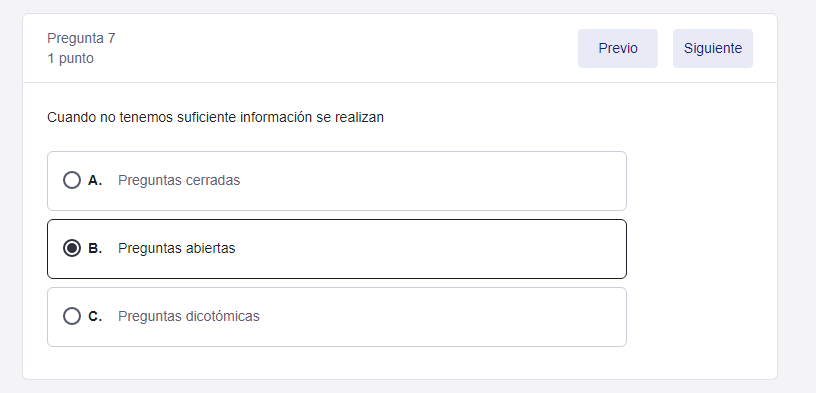 Pregunta 7
1 punto
Previo
Siguiente
Cuando no tenemos suficiente información se realizan
A. Preguntas cerradas
B. Preguntas abiertas
C. Preguntas dicotómicas